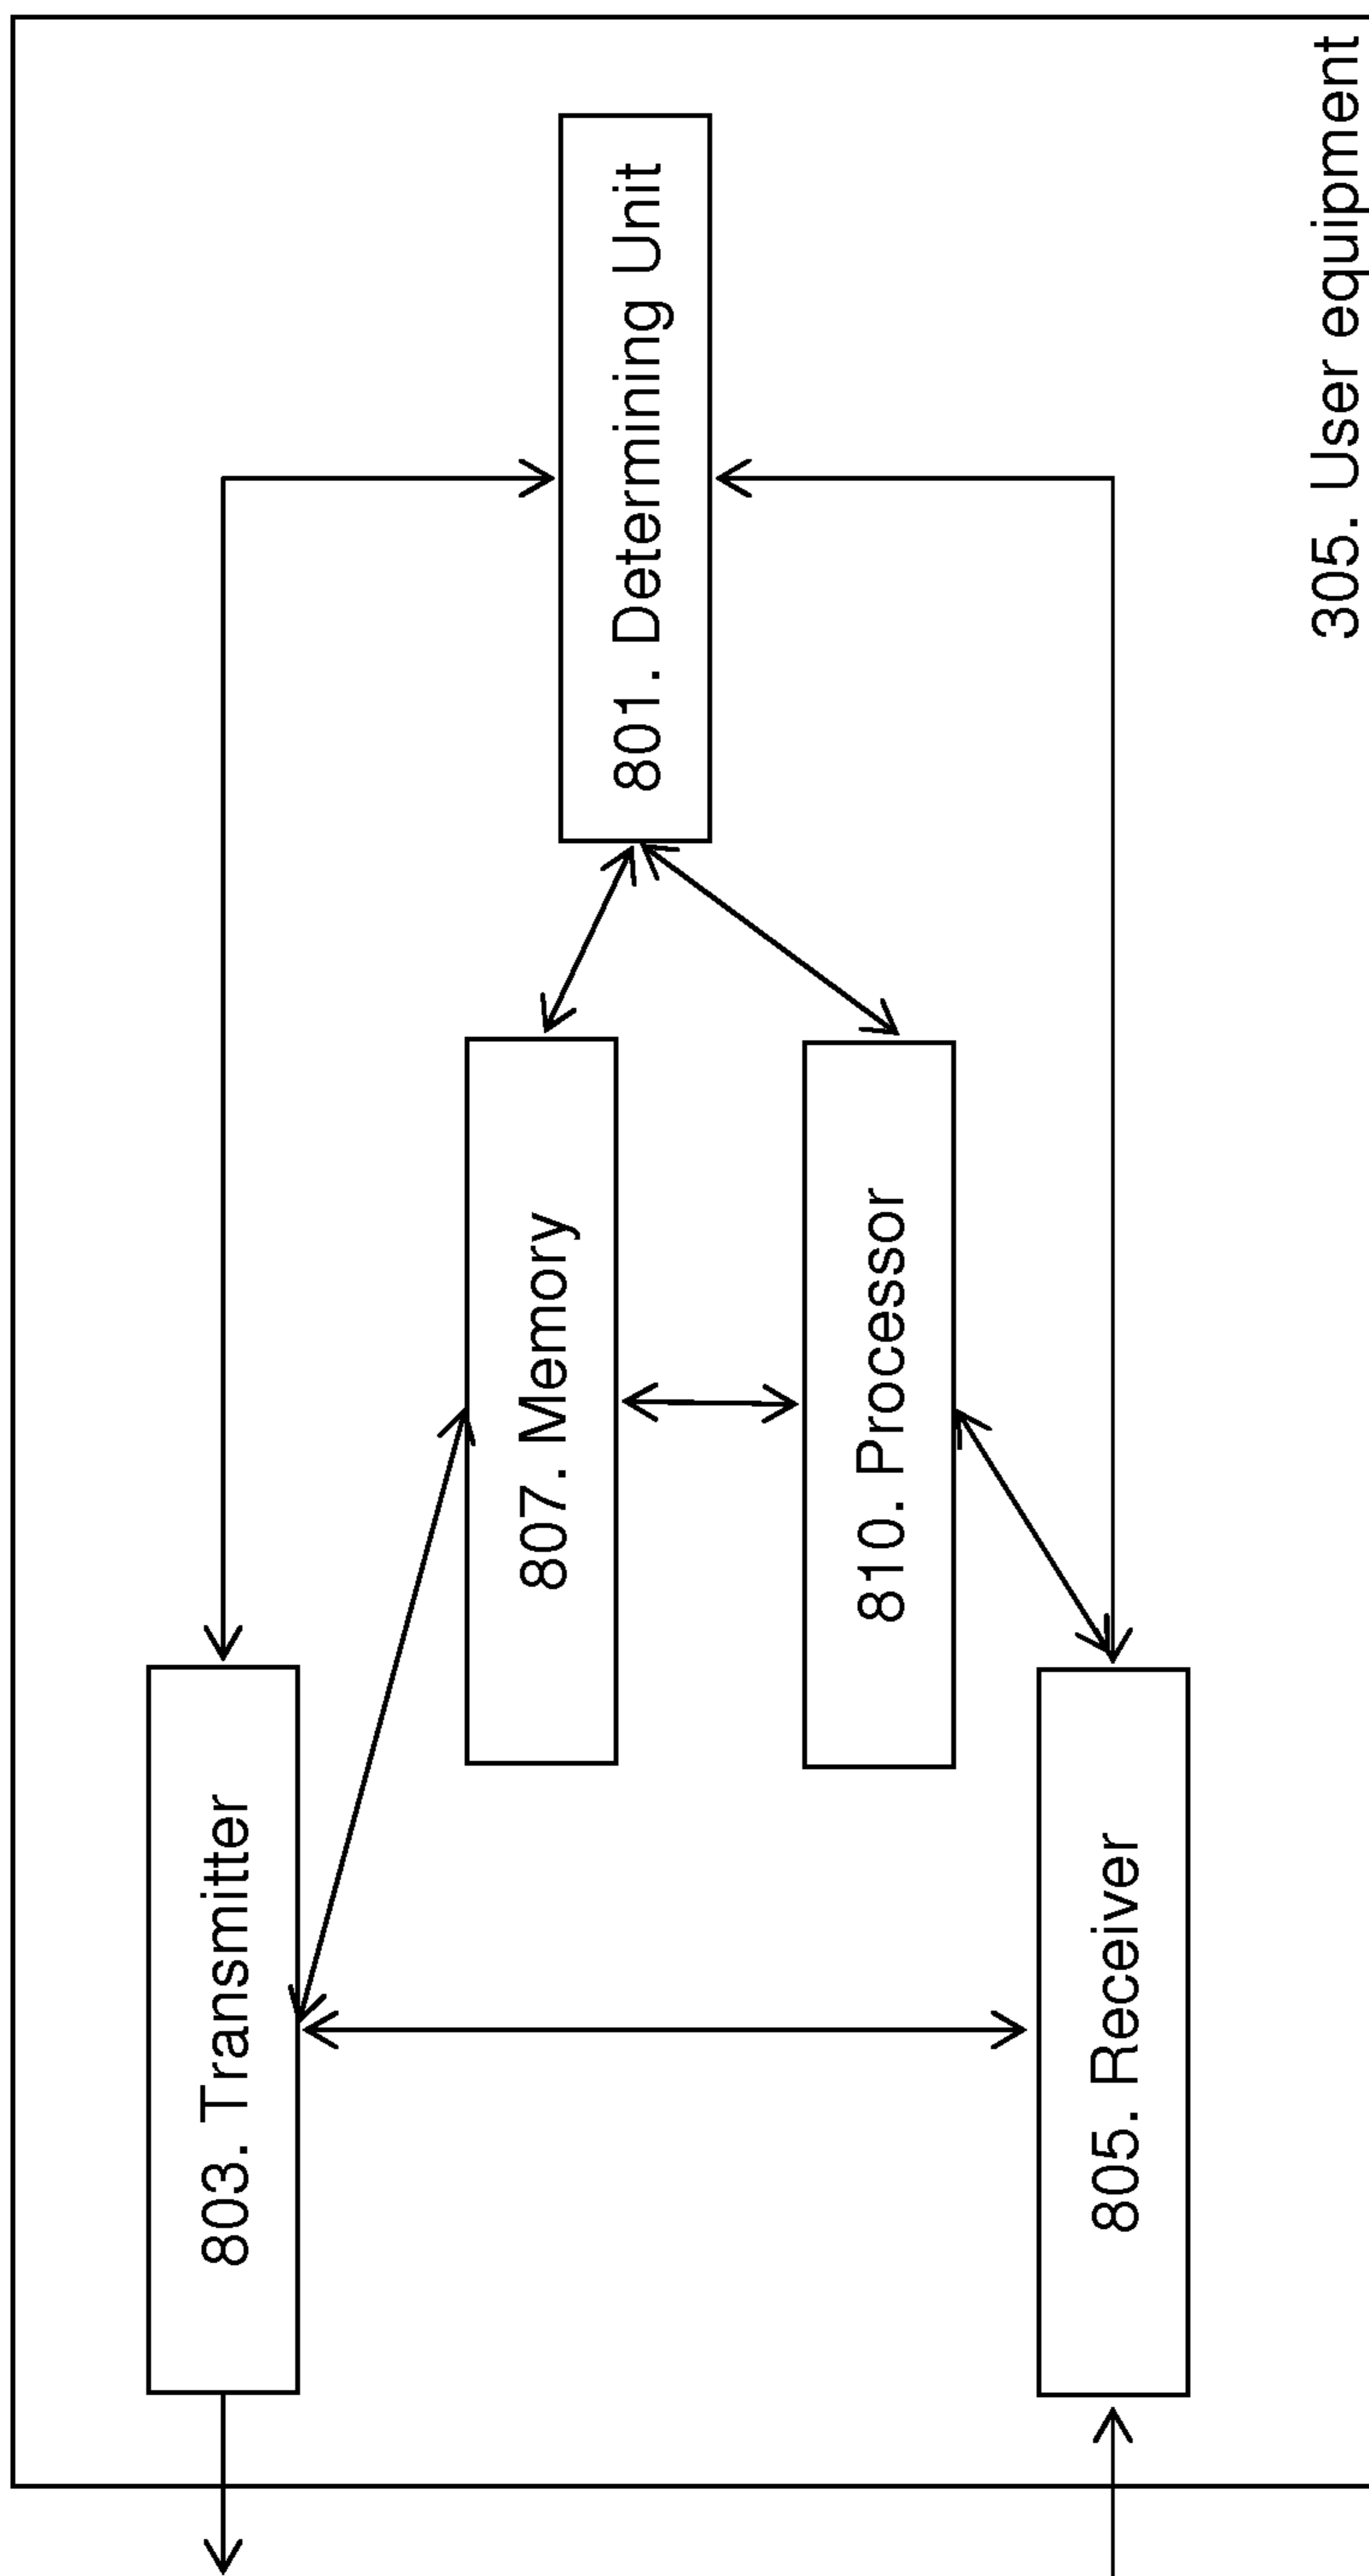 803. Transmitter
807. Memory
801. Determining Unit
810. Processor
805. Receiver
305. User equipment